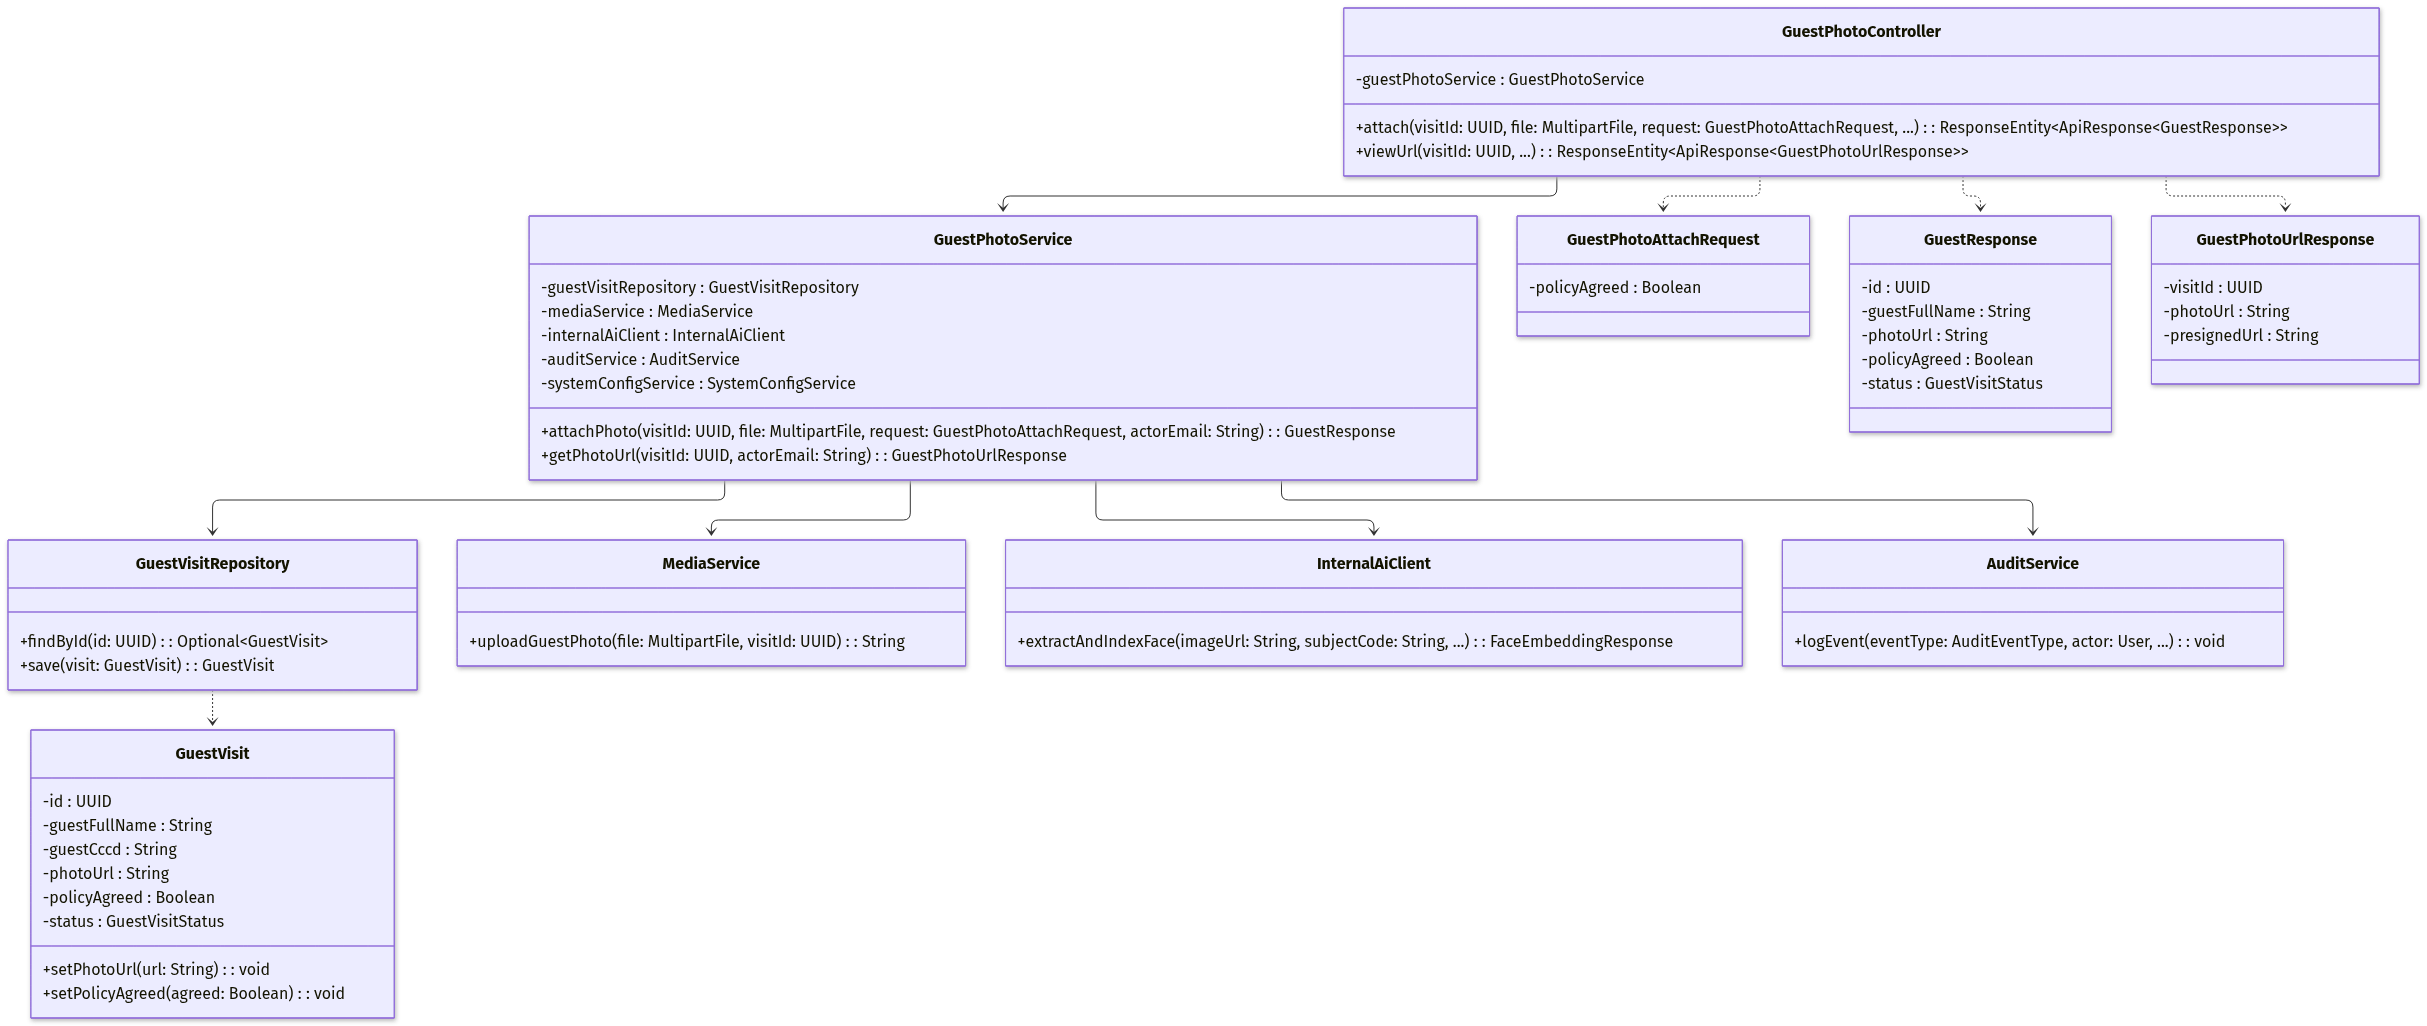 GuestPhotoController
-guestPhotoService : GuestPhotoService
+attach(visitId: UUID, file: MultipartFile, request: GuestPhotoAttachRequest, ...) : : ResponseEntity<ApiResponse<GuestResponse>>
+viewUrl(visitId: UUID, ...) : : ResponseEntity<ApiResponse<GuestPhotoUrlResponse>>
GuestPhotoService
-guestVisitRepository : GuestVisitRepository
-mediaService : MediaService
-internalAiClient : InternalAiClient
-auditService : AuditService
-systemConfigService : SystemConfigService
+attachPhoto(visitId: UUID, file: MultipartFile, request: GuestPhotoAttachRequest, actorEmail: String) : : GuestResponse
+getPhotoUrl(visitId: UUID, actorEmail: String) : : GuestPhotoUrlResponse
GuestPhotoAttachRequest
-policyAgreed : Boolean
GuestResponse
-id : UUID
-guestFullName : String
-photoUrl : String
-policyAgreed : Boolean
-status : GuestVisitStatus
GuestPhotoUrlResponse
-visitId : UUID
-photoUrl : String
-presignedUrl : String
GuestVisitRepository
+findById(id: UUID) : : Optional<GuestVisit>
+save(visit: GuestVisit) : : GuestVisit
MediaService
+uploadGuestPhoto(file: MultipartFile, visitId: UUID) : : String
InternalAiClient
+extractAndIndexFace(imageUrl: String, subjectCode: String, ...) : : FaceEmbeddingResponse
AuditService
+logEvent(eventType: AuditEventType, actor: User, ...) : : void
GuestVisit
-id : UUID
-guestFullName : String
-guestCccd : String
-photoUrl : String
-policyAgreed : Boolean
-status : GuestVisitStatus
+setPhotoUrl(url: String) : : void
+setPolicyAgreed(agreed: Boolean) : : void